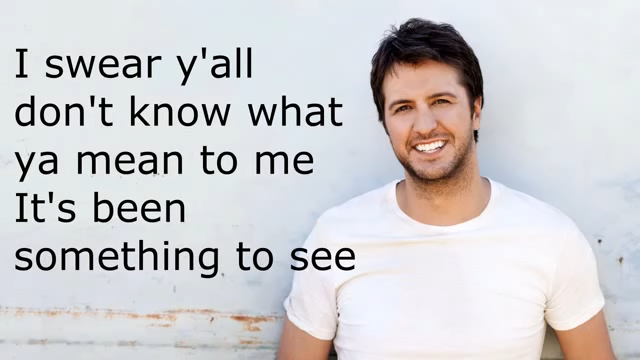 I swear y'all
don't know what
ya mean to me
It's been
something to see